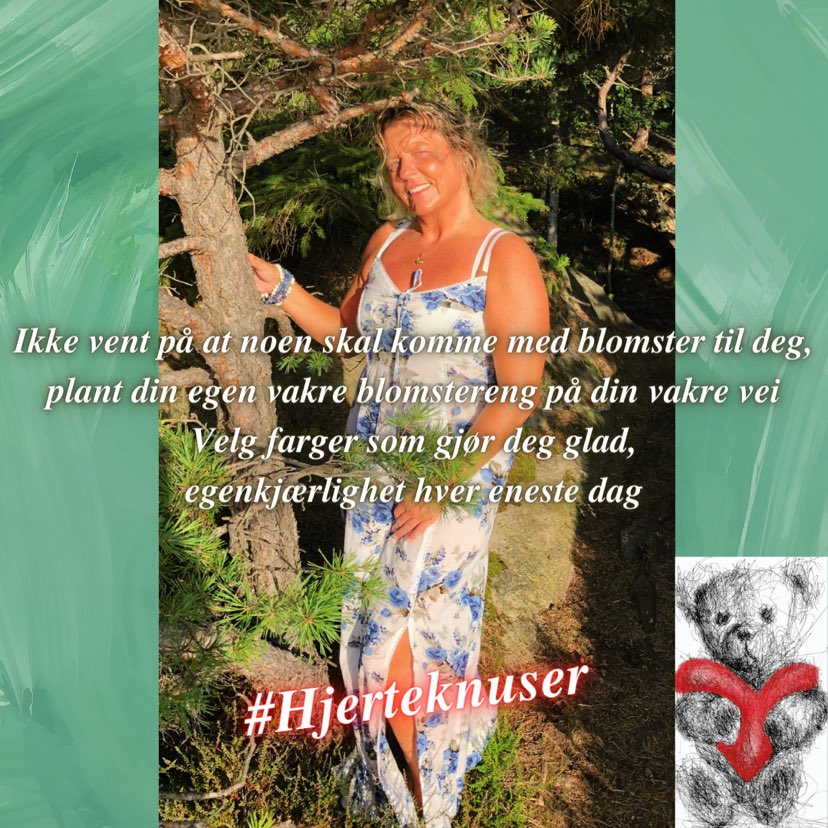 Ikke vent på at noen skal komme med blomster til deg,
plant din egen vakre blomstereng på din vakre vei
Velg farger som gjør deg glad,
egenkjærlighet hver eneste dag
#Hjerteknuser